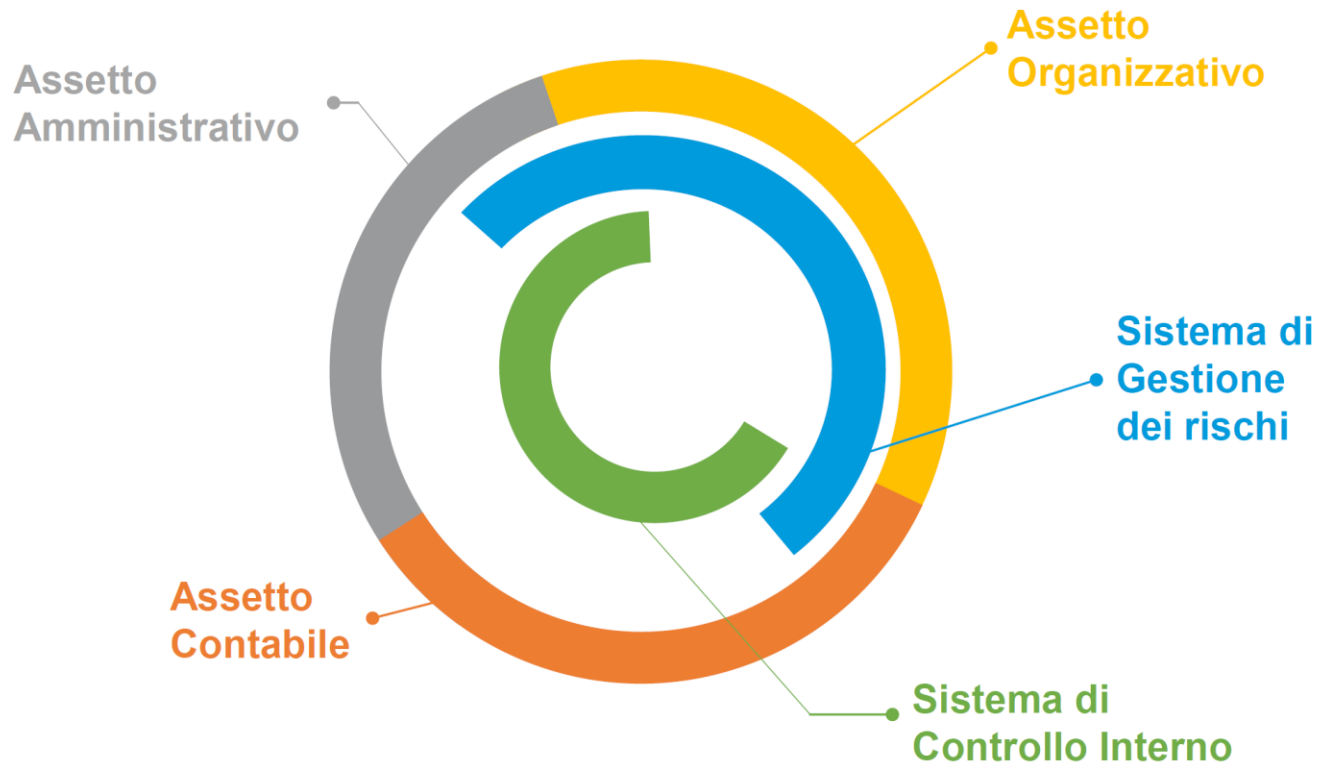 Assetto
Organizzativo
Assetto
Amministrativo
Sistema di
Gestione
dei rischi
Assetto
Contabile
Sistema di
Controllo Interno